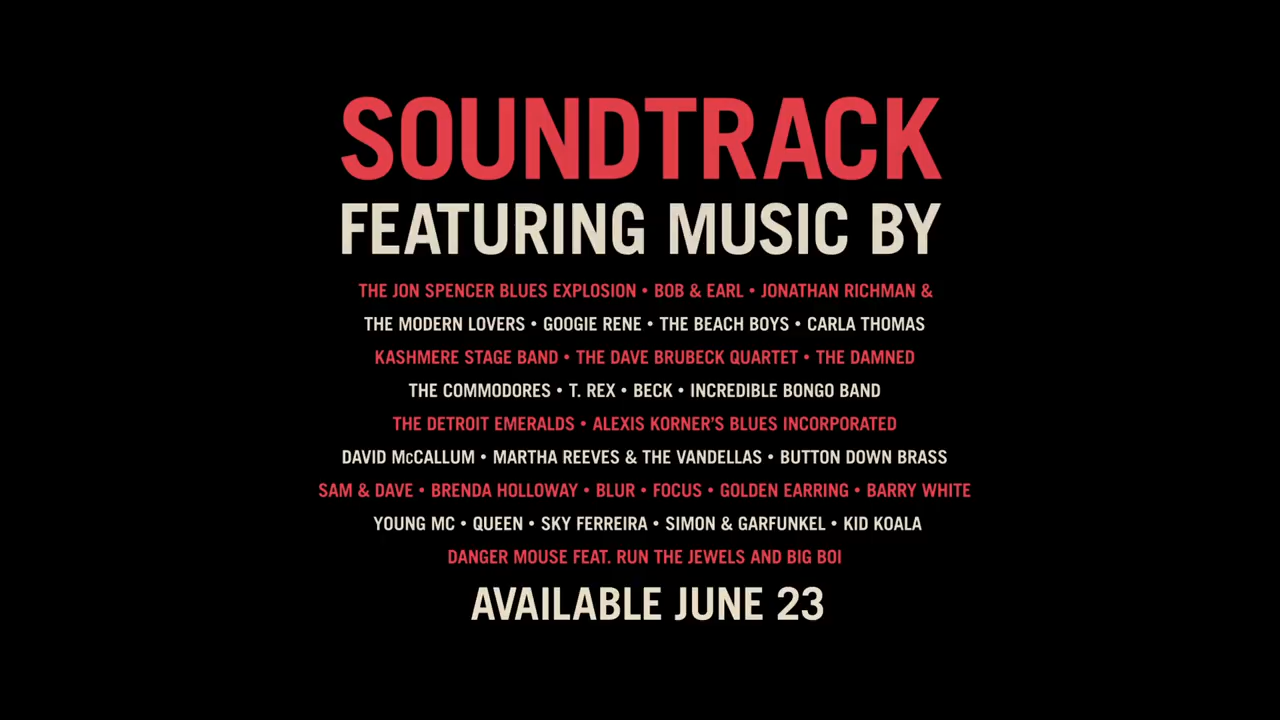 SOUNDTRACK
FEATURING MUSIC BY
THE JON SPENCER BLUES EXPLOSION • BOB & EARL • JONATHAN RICHMAN &
THE MODERN LOVERS • GOOGIE RENE • THE BEACH BOYS • CARLA THOMAS
KASHMERE STAGE BAND • THE DAVE BRUBECK QUARTET • THE DAMNED
THE COMMODORES • T. REX • BECK • INCREDIBLE BONGO BAND
THE DETROIT EMERALDS • ALEXIS KORNER'S BLUES INCORPORATED
DAVID McCALLUM • MARTHA REEVES & THE VANDELLAS • BUTTON DOWN BRASS
SAM & DAVE • BRENDA HOLLOWAY • BLUR • FOCUS • GOLDEN EARRING • BARRY WHITE
YOUNG MC • QUEEN • SKY FERREIRA • SIMON & GARFUNKEL • KID KOALA
DANGER MOUSE FEAT. RUN THE JEWELS AND BIG BOI
AVAILABLE JUNE 23